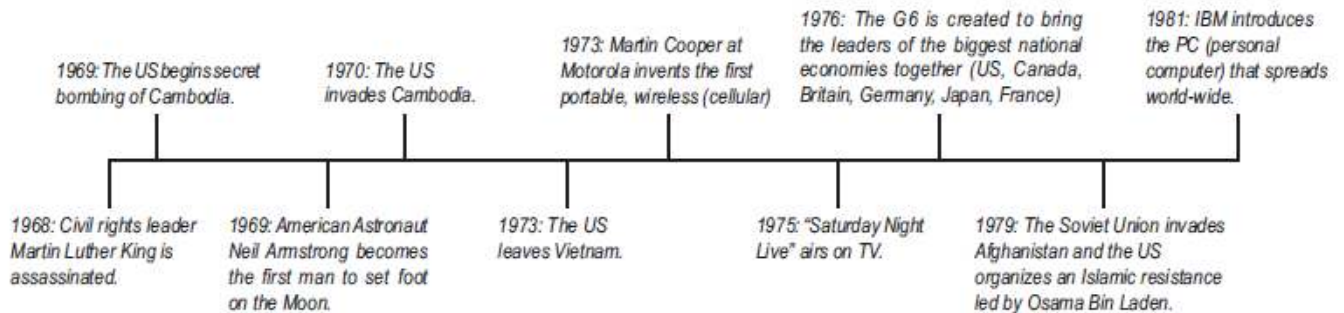 1969: The US begins secret
bombing of Cambodia.
1970: The US
invades Cambodia.
1973: Martin Cooper at
Motorola invents the first
portable, wireless (cellular)
1976: The G6 is created to bring
the leaders of the biggest national
economies together (US, Canada,
Britain, Germany, Japan, France)
1981: IBM introduces
the PC (personal
computer) that spreads
world-wide.
1968: Civil rights leader
Martin Luther King is
assassinated.
1969: American Astronaut
Neil Armstrong becomes
the first man to set foot
on the Moon.
1973: The US
leaves Vietnam.
1975: “Saturday Night
Live” airs on TV.
1979: The Soviet Union invades
Afghanistan and the US
organizes an Islamic resistance
led by Osama Bin Laden.